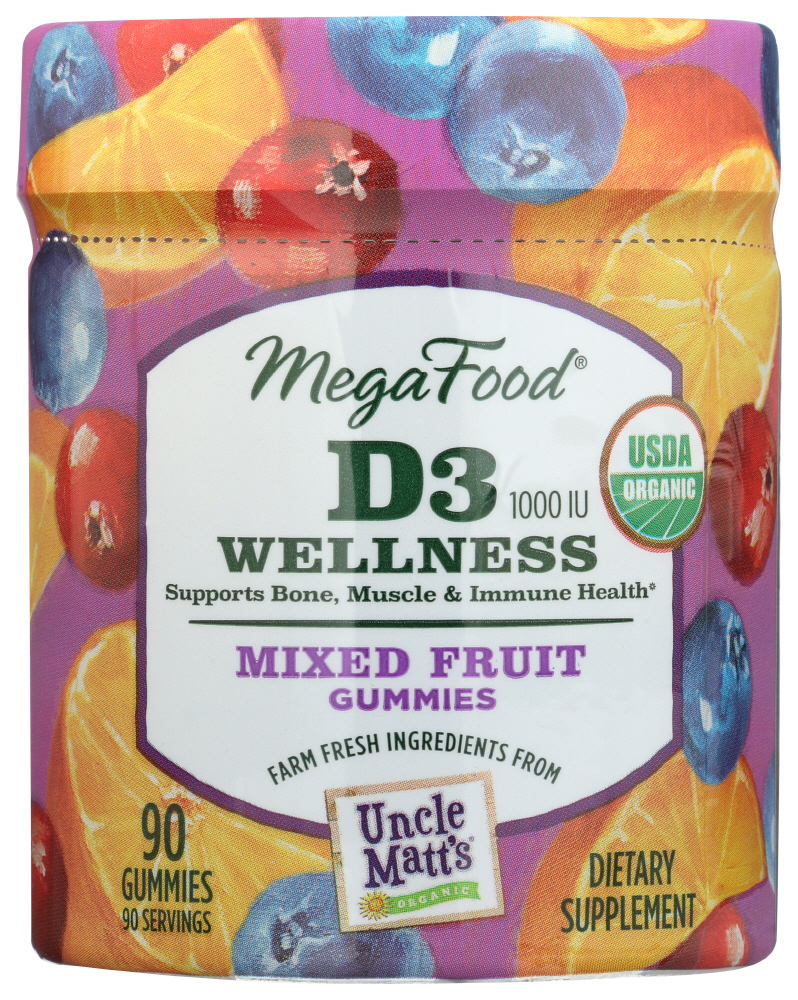 MegaFood®
D3 1000 IU
WELLNESS
Supports Bone, Muscle & Immune Health*
USDA
ORGANIC
MIXED FRUIT
GUMMIES
FARM FRESH INGREDIENTS FROM
Uncle
Matt's®
ORGANIC
90
GUMMIES
90 SERVINGS
DIETARY
SUPPLEMENT